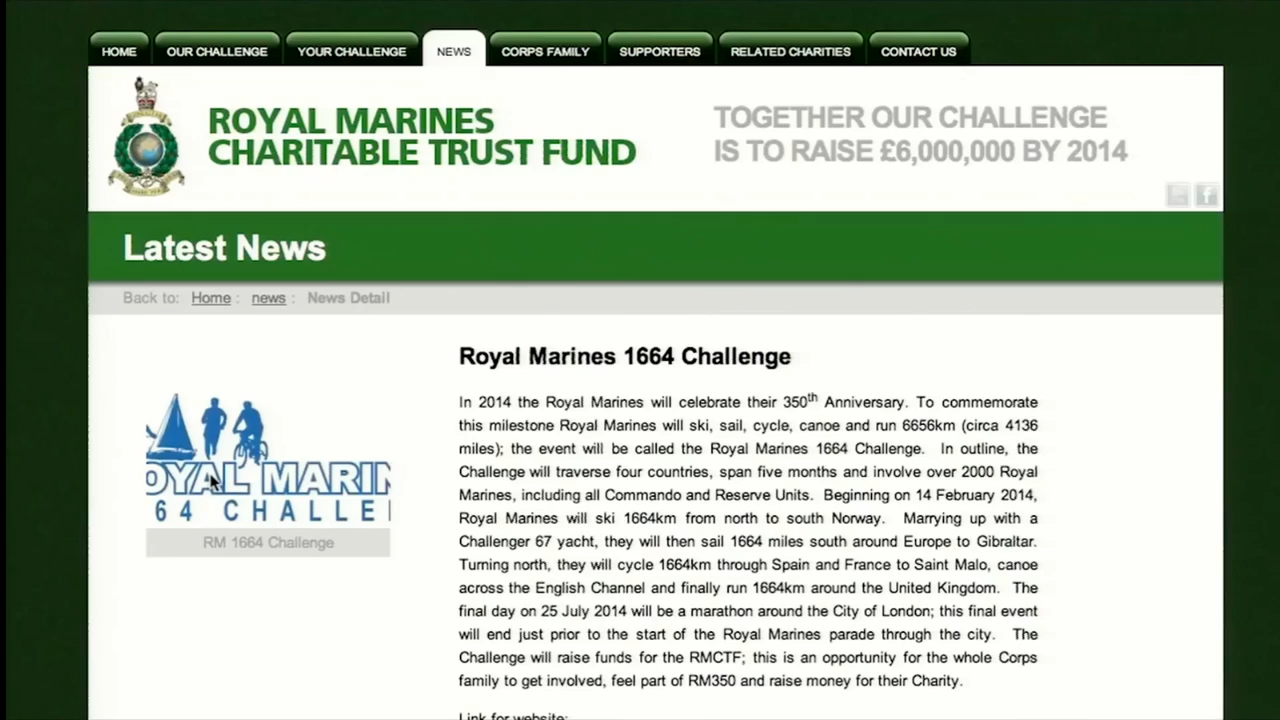 HOME OUR CHALLENGE YOUR CHALLENGE NEWS CORPS FAMILY SUPPORTERS RELATED CHARITIES CONTACT US
ROYAL MARINES
CHARITABLE TRUST FUND
TOGETHER OUR CHALLENGE
IS TO RAISE £6,000,000 BY 2014
Latest News
Back to: Home : news : News Detail
OYAL MARIN
64 CHALLE
RM 1664 Challenge
Royal Marines 1664 Challenge
In 2014 the Royal Marines will celebrate their 350th Anniversary. To commemorate
this milestone Royal Marines will ski, sail, cycle, canoe and run 6656km (circa 4136
miles); the event will be called the Royal Marines 1664 Challenge. In outline, the
Challenge will traverse four countries, span five months and involve over 2000 Royal
Marines, including all Commando and Reserve Units. Beginning on 14 February 2014,
Royal Marines will ski 1664km from north to south Norway. Marrying up with a
Challenger 67 yacht, they will then sail 1664 miles south around Europe to Gibraltar.
Turning north, they will cycle 1664km through Spain and France to Saint Malo, canoe
across the English Channel and finally run 1664km around the United Kingdom. The
final day on 25 July 2014 will be a marathon around the City of London; this final event
will end just prior to the start of the Royal Marines parade through the city. The
Challenge will raise funds for the RMCTF; this is an opportunity for the whole Corps
family to get involved, feel part of RM350 and raise money for their Charity.
Link for website: